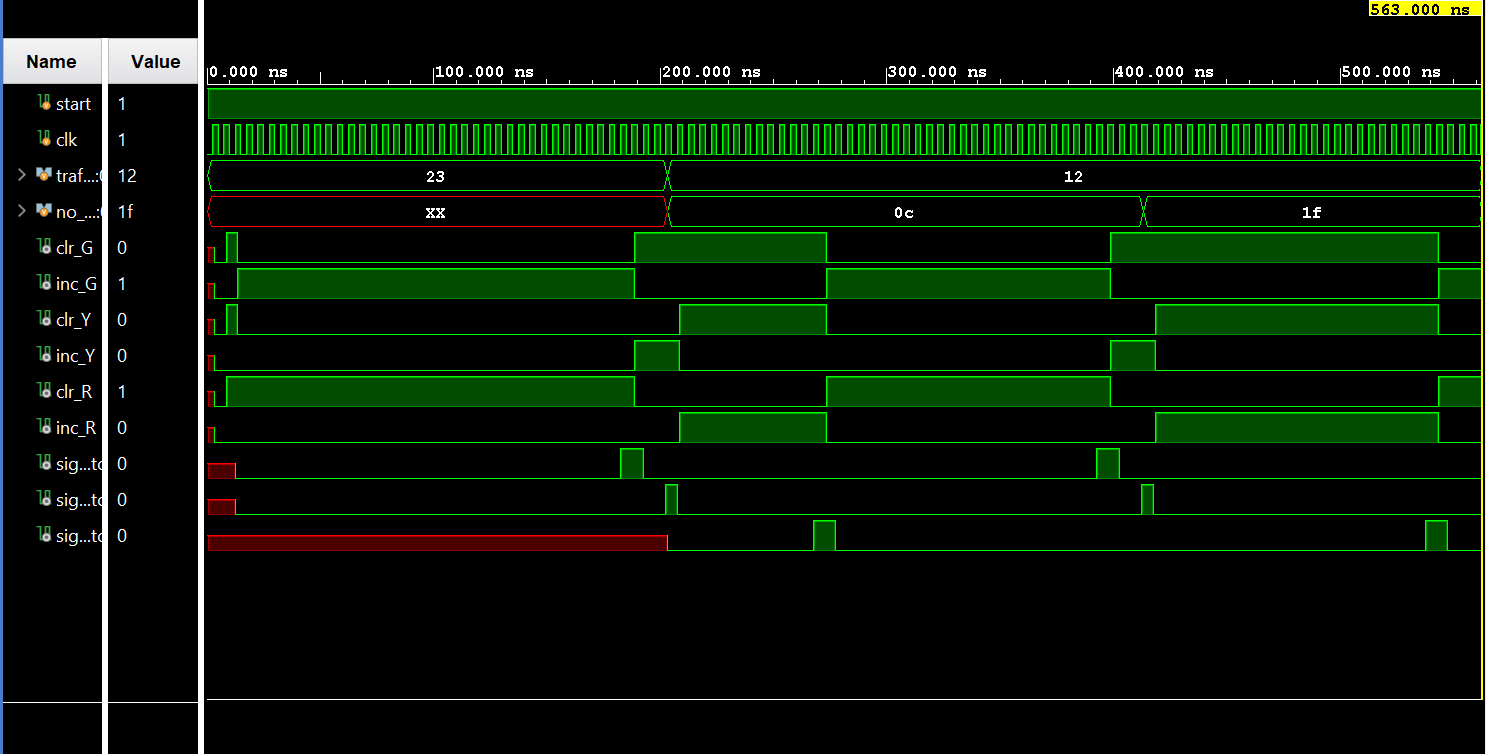 563.000 ns
Name Value
0.000 ns 100.000 ns 200.000 ns 300.000 ns 400.000 ns 500.000 ns
start 1
clk 1
traf...:( 12 23 12
no_...:( 1f XX 0c 1f
clr_G 0
inc_G 1
clr_Y 0
inc_Y 0
clr_R 1
inc_R 0
sig...tc 0
sig...tc 0
sig...tc 0